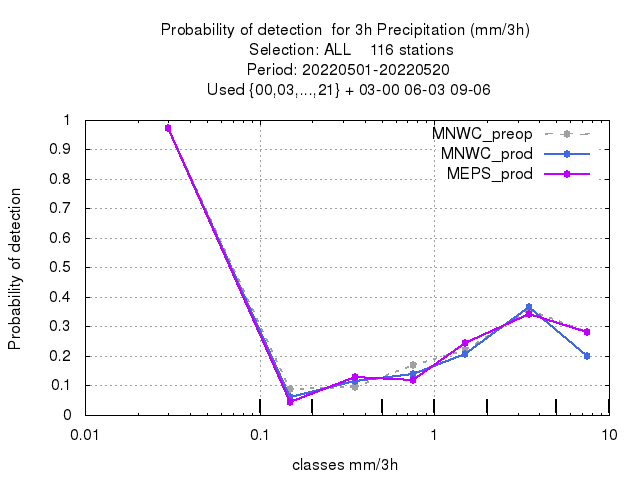 Probability of detection  for 3h Precipitation (mm/3h)
Selection: ALL    116 stations
Period: 20220501-20220520
Used {00,03,...,21} + 03-00 06-03 09-06
MNWC_preop
MNWC_prod
MEPS_prod
Probability of detection
1
0.9
0.8
0.7
0.6
0.5
0.4
0.3
0.2
0.1
0
0.01
0.1
1
10
classes mm/3h